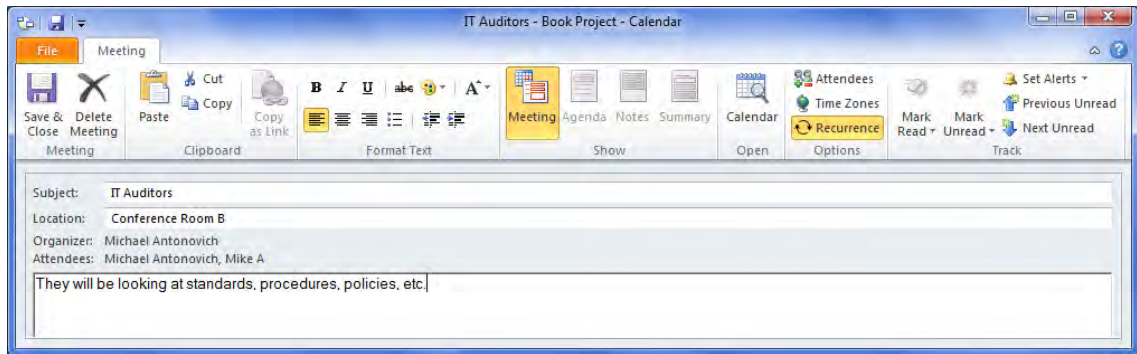 IT Auditors - Book Project - Calendar
File Meeting
Save & Close
Delete Meeting
Meeting
Paste
Cut
Copy
Copy as Link
Clipboard
B I U abc A
Format Text
Meeting Agenda Notes Summary
Show
Calendar
Open
Attendees
Time Zones
Recurrence
Options
Mark Read
Mark Unread
Set Alerts
Previous Unread
Next Unread
Track
Subject: IT Auditors
Location: Conference Room B
Organizer: Michael Antonovich
Attendees: Michael Antonovich, Mike A
They will be looking at standards, procedures, policies, etc.